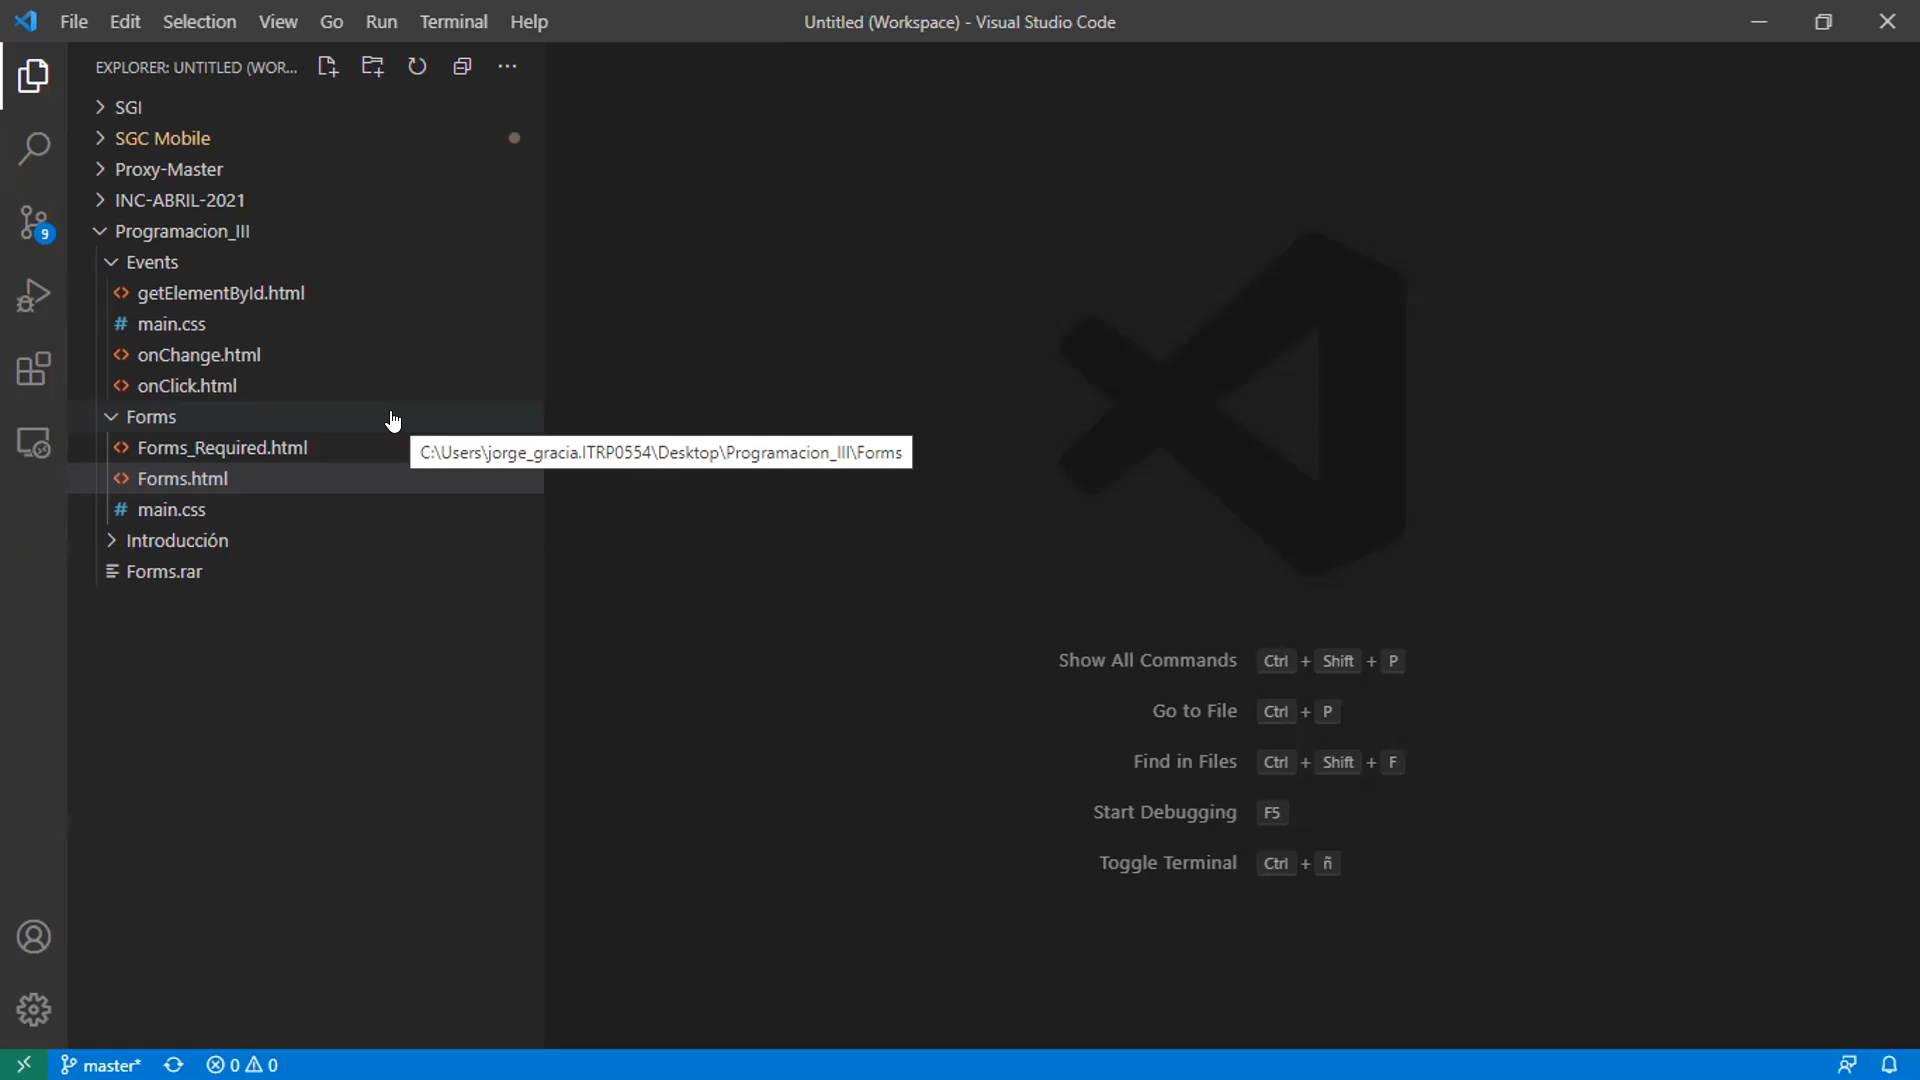 File Edit Selection View Go Run Terminal Help
Untitled (Workspace) - Visual Studio Code
EXPLORER: UNTITLED (WOR...
SGI
SGC Mobile
Proxy-Master
INC-ABRIL-2021
Programacion_III
Events
getElementById.html
main.css
onChange.html
onClick.html
Forms
Forms_Required.html
C:\Users\jorge_gracia.ITRP0554\Desktop\Programacion_III\Forms
Forms.html
main.css
Introducción
Forms.rar
9
Show All Commands Ctrl + Shift + P
Go to File Ctrl + P
Find in Files Ctrl + Shift + F
Start Debugging F5
Toggle Terminal Ctrl + ñ
master* 0 0